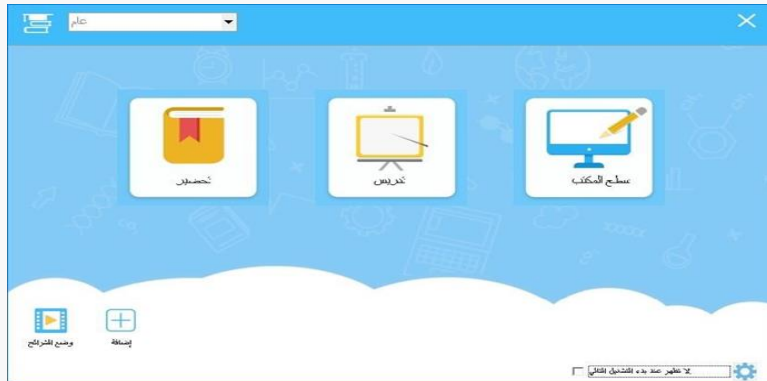 عام
تحضير
تدريس
سطح المكتب
وضع الشرائح
إضافة
لا تظهر عند بدء التشغيل التالي